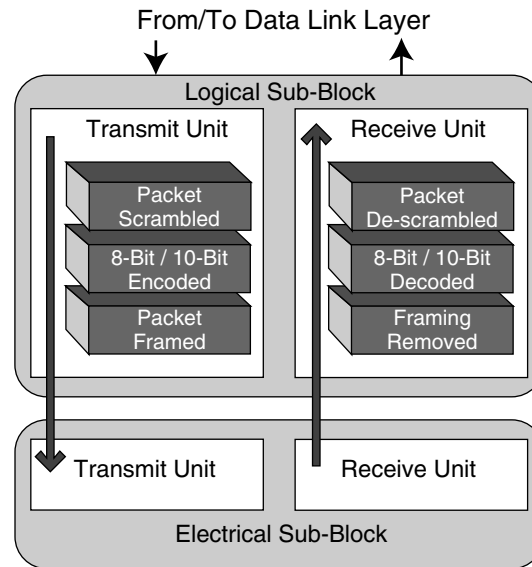 From/To Data Link Layer
Logical Sub-Block
Transmit Unit
Packet
Scrambled
8-Bit / 10-Bit
Encoded
Packet
Framed
Receive Unit
Packet
De-scrambled
8-Bit / 10-Bit
Decoded
Framing
Removed
Transmit Unit
Receive Unit
Electrical Sub-Block